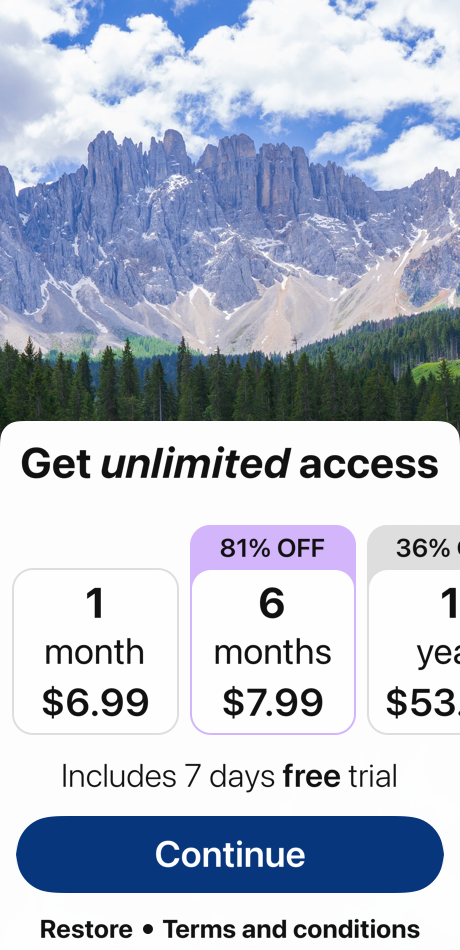 Get unlimited access
81% OFF
36%
1
month
$6.99
6
months
$7.99
1
$53.
Includes 7 days free trial
Continue
Restore • Terms and conditions